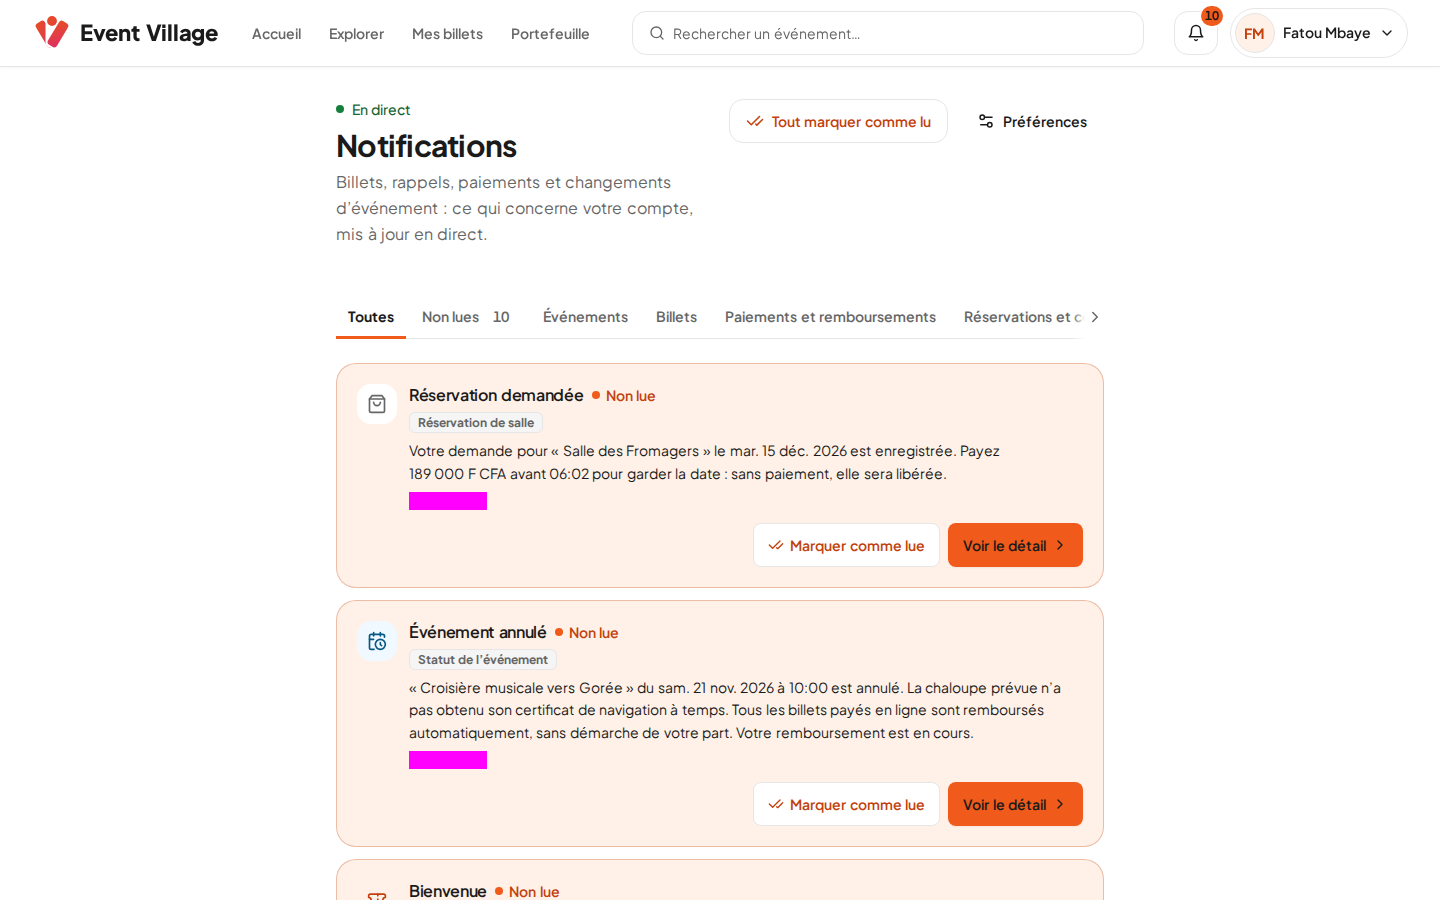 Event Village
Accueil
Explorer
Mes billets
Portefeuille
Rechercher un événement…
10
FM
Fatou Mbaye
En direct
Notifications
Billets, rappels, paiements et changements
d’événement : ce qui concerne votre compte,
mis à jour en direct.
Tout marquer comme lu
Préférences
Toutes
Non lues 10
Événements
Billets
Paiements et remboursements
Réservations et
Réservation demandée
Non lue
Réservation de salle
Votre demande pour « Salle des Fromagers » le mar. 15 déc. 2026 est enregistrée. Payez
189 000 F CFA avant 06:02 pour garder la date : sans paiement, elle sera libérée.
Marquer comme lue
Voir le détail
Événement annulé
Non lue
Statut de l’événement
« Croisière musicale vers Gorée » du sam. 21 nov. 2026 à 10:00 est annulé. La chaloupe prévue n’a
pas obtenu son certificat de navigation à temps. Tous les billets payés en ligne sont remboursés
automatiquement, sans démarche de votre part. Votre remboursement est en cours.
Marquer comme lue
Voir le détail
Bienvenue
Non lue